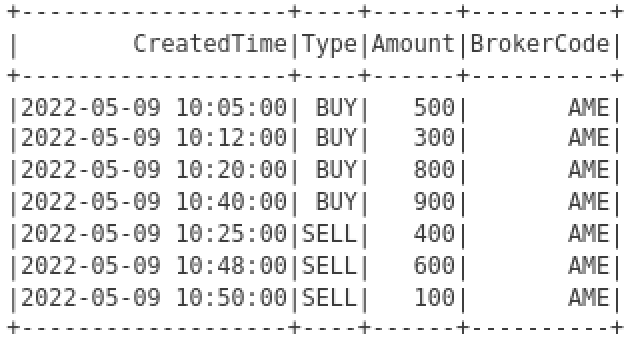 +-------------------+----+------+----------+
|        CreatedTime|Type|Amount|BrokerCode|
+-------------------+----+------+----------+
|2022-05-09 10:05:00| BUY|   500|       AME|
|2022-05-09 10:12:00| BUY|   300|       AME|
|2022-05-09 10:20:00| BUY|   800|       AME|
|2022-05-09 10:40:00| BUY|   900|       AME|
|2022-05-09 10:25:00|SELL|   400|       AME|
|2022-05-09 10:48:00|SELL|   600|       AME|
|2022-05-09 10:50:00|SELL|   100|       AME|
+-------------------+----+------+----------+